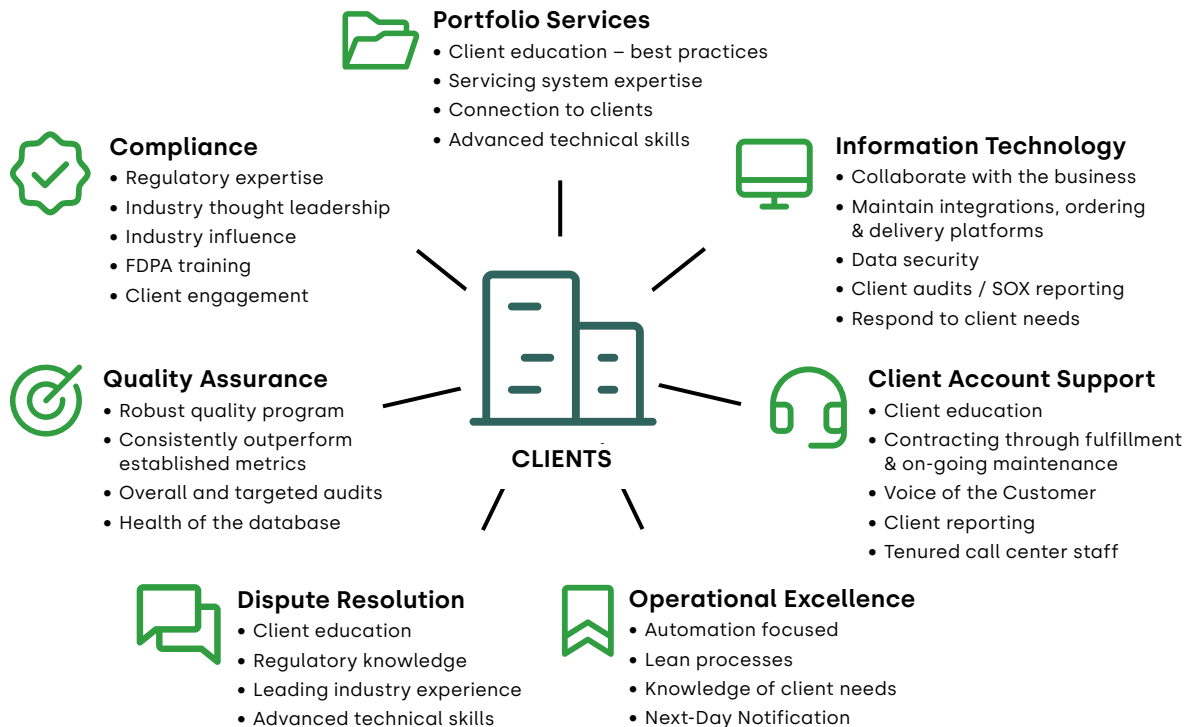 Portfolio Services
• Client education – best practices
• Servicing system expertise
• Connection to clients
• Advanced technical skills
Compliance
• Regulatory expertise
• Industry thought leadership
• Industry influence
• FDPA training
• Client engagement
Information Technology
• Collaborate with the business
• Maintain integrations, ordering
& delivery platforms
• Data security
• Client audits / SOX reporting
• Respond to client needs
Quality Assurance
• Robust quality program
• Consistently outperform
established metrics
• Overall and targeted audits
• Health of the database
CLIENTS
Client Account Support
• Client education
• Contracting through fulfillment
& on-going maintenance
• Voice of the Customer
• Client reporting
• Tenured call center staff
Dispute Resolution
• Client education
• Regulatory knowledge
• Leading industry experience
• Advanced technical skills
Operational Excellence
• Automation focused
• Lean processes
• Knowledge of client needs
• Next-Day Notification